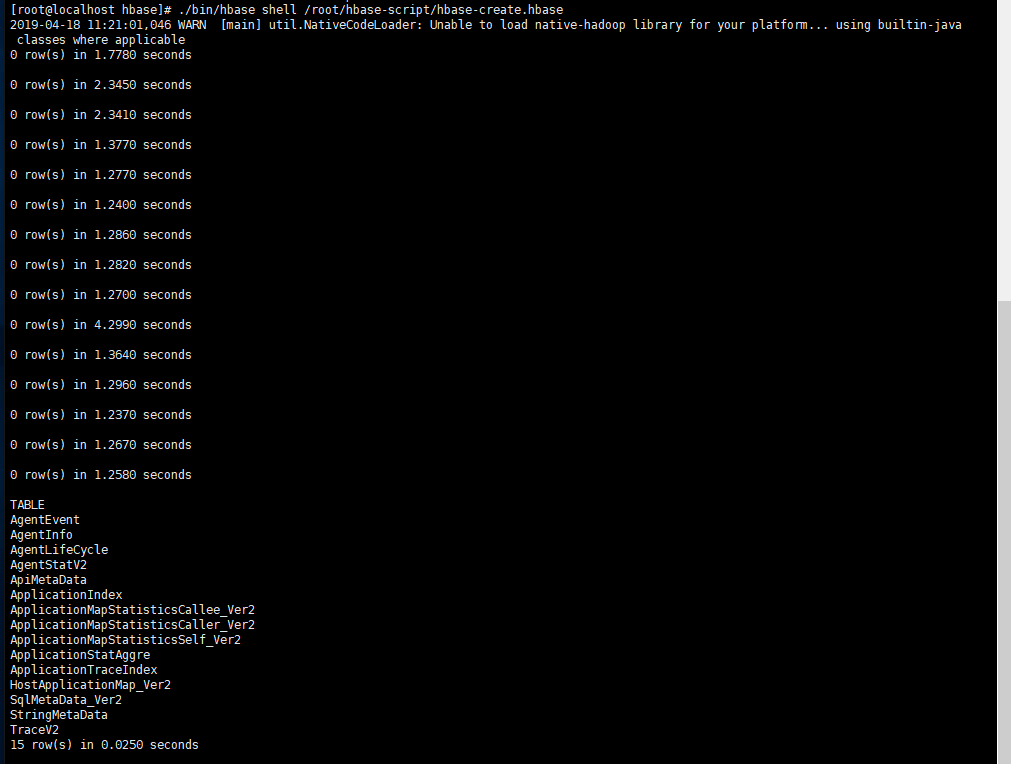 [root@localhost hbase]# ./bin/hbase shell /root/hbase-script/hbase-create.hbase
2019-04-18 11:21:01,046 WARN  [main] util.NativeCodeLoader: Unable to load native-hadoop library for your platform... using builtin-java
 classes where applicable
0 row(s) in 1.7780 seconds
0 row(s) in 2.3450 seconds
0 row(s) in 2.3410 seconds
0 row(s) in 1.3770 seconds
0 row(s) in 1.2770 seconds
0 row(s) in 1.2400 seconds
0 row(s) in 1.2860 seconds
0 row(s) in 1.2820 seconds
0 row(s) in 1.2700 seconds
0 row(s) in 4.2990 seconds
0 row(s) in 1.3640 seconds
0 row(s) in 1.2960 seconds
0 row(s) in 1.2370 seconds
0 row(s) in 1.2670 seconds
0 row(s) in 1.2580 seconds
TABLE
AgentEvent
AgentInfo
AgentLifeCycle
AgentStatV2
ApiMetaData
ApplicationIndex
ApplicationMapStatisticsCallee_Ver2
ApplicationMapStatisticsCaller_Ver2
ApplicationMapStatisticsSelf_Ver2
ApplicationStatAggre
ApplicationTraceIndex
HostApplicationMap_Ver2
SqlMetaData_Ver2
StringMetaData
TraceV2
15 row(s) in 0.0250 seconds